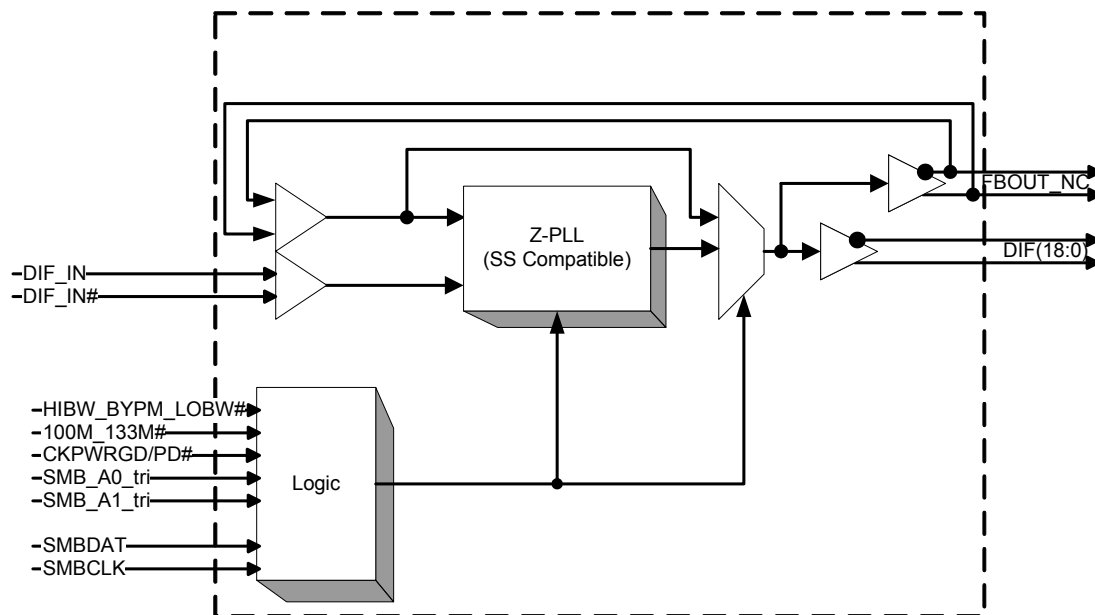 FBOUT_NC
Z-PLL
(SS Compatible)
DIF(18:0)
DIF_IN
DIF_IN#
HIBW_BYPM_LOBW#
100M_133M#
CKPWRGD/PD#
SMB_A0_tri
SMB_A1_tri
Logic
SMBDAT
SMBCLK